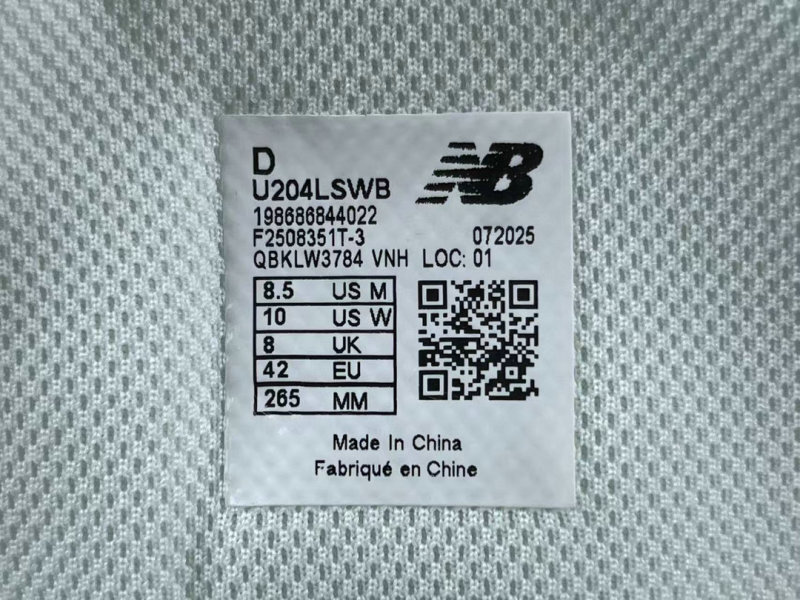 D
NB
U204LSWB
198686844022
F2508351T-3 072025
QBKLW3784 VNH LOC: 01
8.5 US M
10 US W
8 UK
42 EU
265 MM
Made In China
Fabriqué en Chine